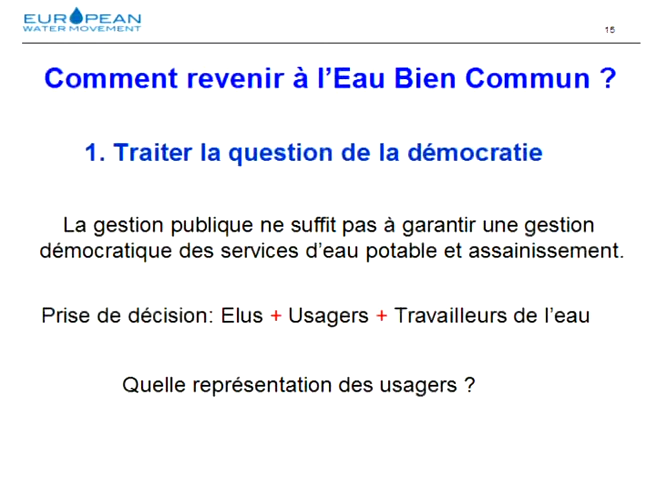 EUROPEAN
WATER MOVEMENT
15
Comment revenir à l’Eau Bien Commun ?
1. Traiter la question de la démocratie
La gestion publique ne suffit pas à garantir une gestion
démocratique des services d’eau potable et assainissement.
Prise de décision: Elus + Usagers + Travailleurs de l’eau
Quelle représentation des usagers ?